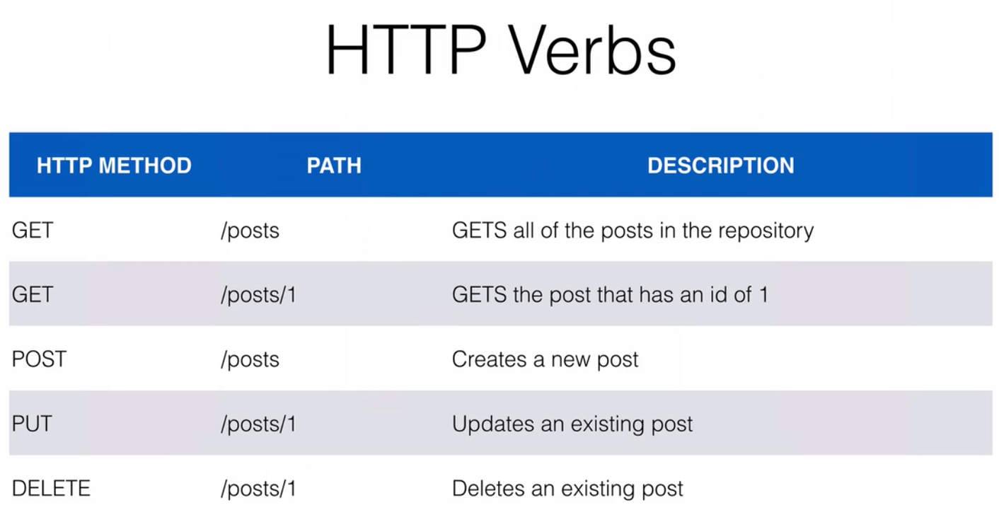 HTTP Verbs
HTTP METHOD PATH DESCRIPTION
GET /posts GETS all of the posts in the repository
GET /posts/1 GETS the post that has an id of 1
POST /posts Creates a new post
PUT /posts/1 Updates an existing post
DELETE /posts/1 Deletes an existing post